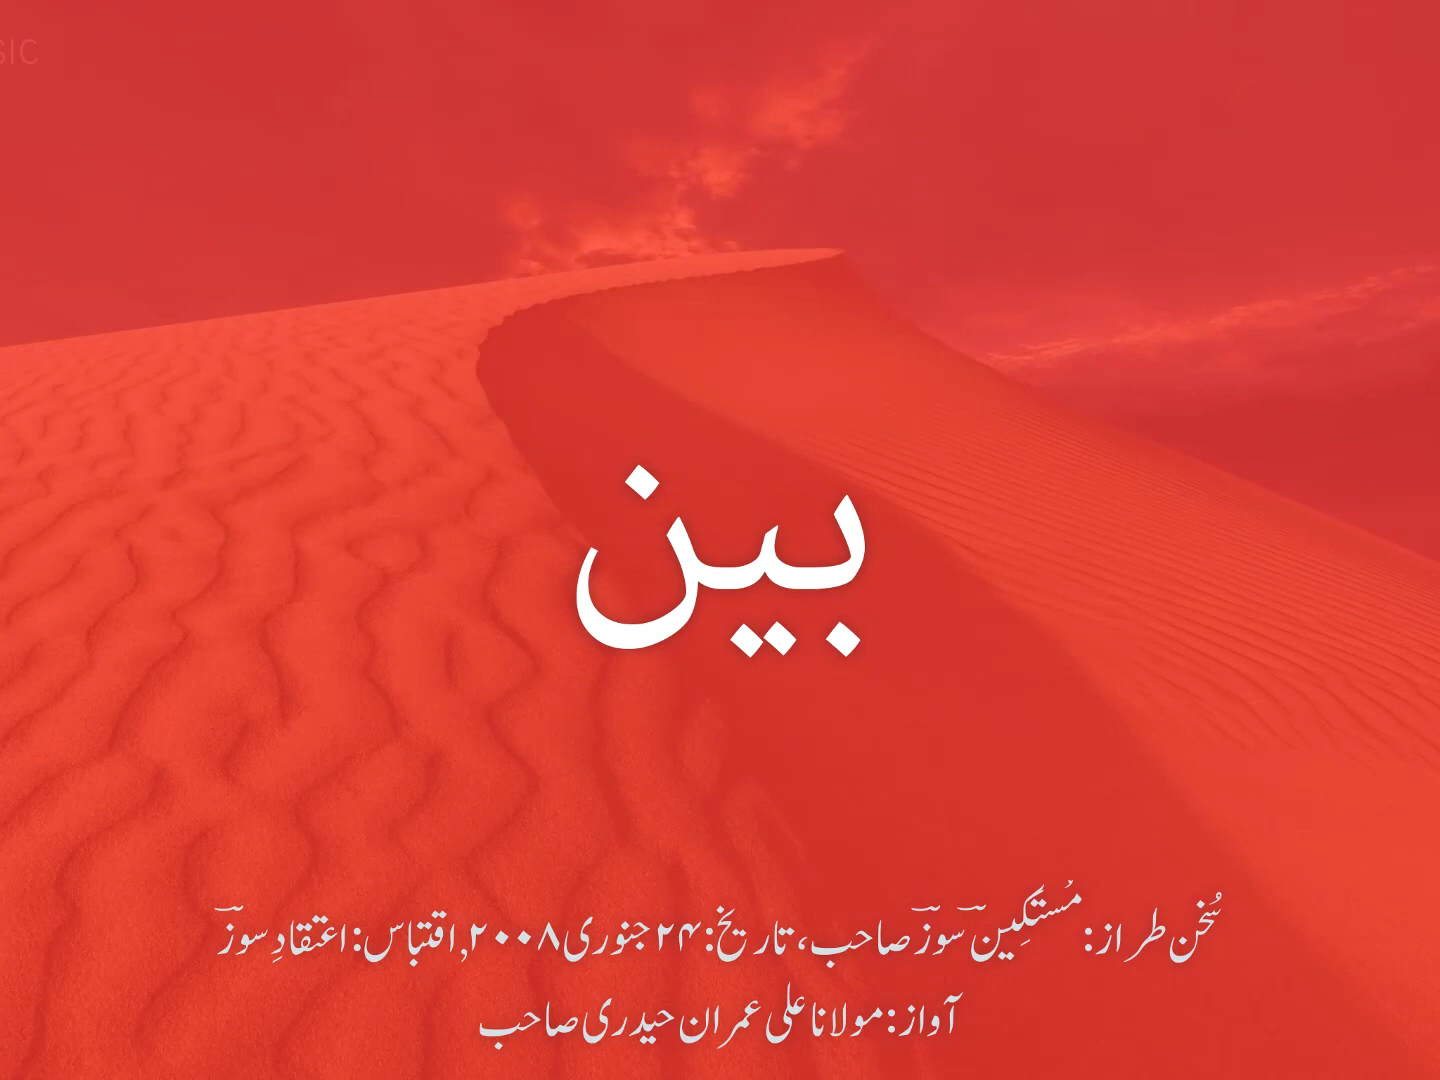 SIC
بین
سُخن طراز: مُستکِین سوزؔ صاحب، تاریخ: ۲۴ جنوری ۲۰۰۸, اقتباس: اعتقادِ سوزؔ
آواز: مولانا علی عمران حیدری صاحب